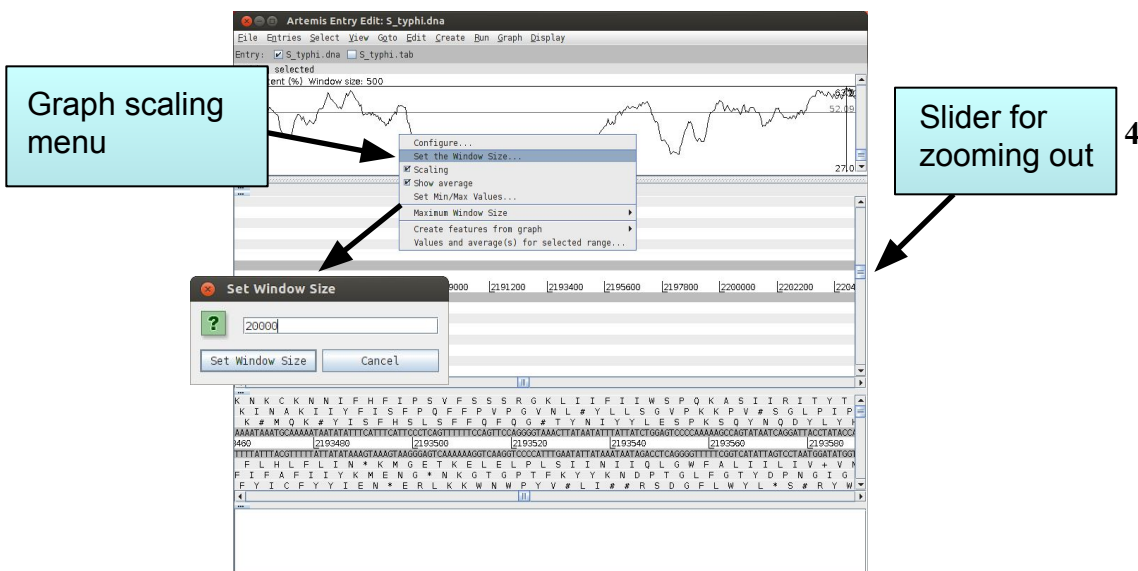 Artemis Entry Edit: S_typhi.dna
File Entries Select View Goto Edit Create Run Graph Display
Entry: S_typhi.dna S_typhi.tab
selected
Window size: 500
52.09
27.0
Graph scaling
menu
Slider for
zooming out
4
Configure...
Set the Window Size...
Scaling
Show average
Set Min/Max Values...
Maximum Window Size
Create features from graph
Values and average(s) for selected range...
Set Window Size
?
20000
Set Window Size Cancel
9000 2191200 2193400 2195600 2197800 2200000 2202200 2204
K N K C K N N I F H F I P S V F S S S R G K L I I F I I W S P Q K A S I I R I T Y T
K I N A K I I Y F I S F P Q F F P V P G V N L # Y L L S G V P K K P V # S G L P I P
K # M Q K # Y I S F H S L S F F Q F Q G # T Y N I Y Y L E S P K S Q Y N Q D Y L Y
2193480 2193500 2193520 2193540 2193560 2193580
F L H L F L I N * K M G E T K E L E L P L S I I N I I Q L G W F A L I I L I V + V
F I F A F I I Y K M E N G * N K G T G P T F K Y Y K N D P T G L F G T Y D P N G I G
F Y I C F Y Y I E N * E R L K K W N W P Y V # L I # # R S D G F L W Y L * S # R Y W